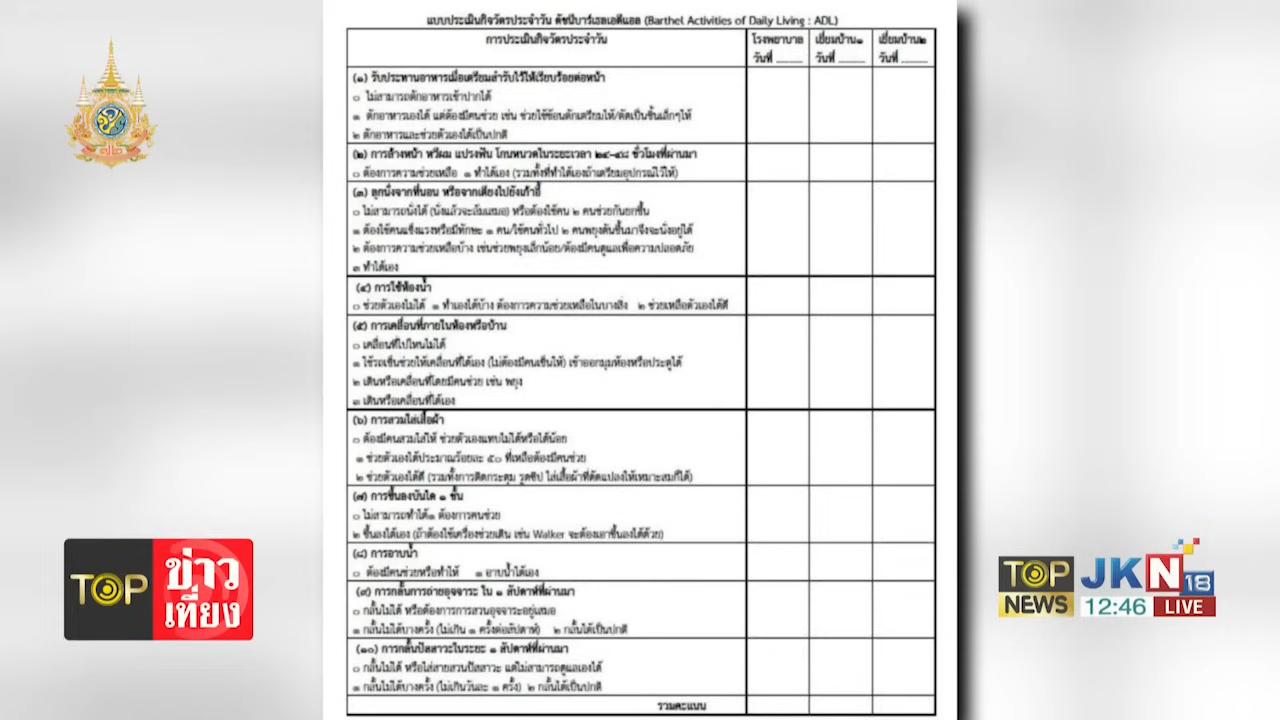 แบบประเมินกิจวัตรประจำวัน ดัชนีบาร์เธลเอดีแอล (Barthel Activities of Daily Living : ADL)
การประเมินกิจวัตรประจำวัน
โรงพยาบาล
วันที่ ____
เยี่ยมบ้าน๑
วันที่ ____
เยี่ยมบ้าน๒
วันที่ ____
(๑) รับประทานอาหารเมื่อเตรียมสำรับไว้ให้เรียบร้อยต่อหน้า
๐ ไม่สามารถตักอาหารเข้าปากได้
๑ ตักอาหารเองได้ แต่ต้องมีคนช่วย เช่น ช่วยใช้ช้อนตักเตรียมให้/ตัดเป็นชิ้นเล็กๆให้
๒ ตักอาหารและช่วยตัวเองได้เป็นปกติ
(๒) การล้างหน้า หวีผม แปรงฟัน โกนหนวดในระยะเวลา ๒๔-๔๘ ชั่วโมงที่ผ่านมา
๐ ต้องการความช่วยเหลือ ๑ ทำได้เอง (รวมทั้งที่ทำได้เองถ้าเตรียมอุปกรณ์ไว้ให้)
(๓) ลุกนั่งจากที่นอน หรือจากเตียงไปยังเก้าอี้
๐ ไม่สามารถนั่งได้ (นั่งแล้วจะล้มเสมอ) หรือต้องใช้คน ๒ คนช่วยกันยกขึ้น
๑ ต้องใช้คนแข็งแรงหรือมีทักษะ ๑ คน/ใช้คนทั่วไป ๒ คนพยุงดันขึ้นมาจึงจะนั่งอยู่ได้
๒ ต้องการความช่วยเหลือบ้าง เช่นช่วยพยุงเล็กน้อย/ต้องมีคนดูแลเพื่อความปลอดภัย
๓ ทำได้เอง
(๔) การใช้ห้องน้ำ
๐ ช่วยตัวเองไม่ได้ ๑ ทำเองได้บ้าง ต้องการความช่วยเหลือในบางสิ่ง ๒ ช่วยเหลือตัวเองได้ดี
(๕) การเคลื่อนที่ภายในห้องหรือบ้าน
๐ เคลื่อนที่ไปไหนไม่ได้
๑ ใช้รถเข็นช่วยให้เคลื่อนที่ได้เอง (ไม่ต้องมีคนเข็นให้) เข้าออกมุมห้องหรือประตูได้
๒ เดินหรือเคลื่อนที่โดยมีคนช่วย เช่น พยุง
๓ เดินหรือเคลื่อนที่ได้เอง
(๖) การสวมใส่เสื้อผ้า
๐ ต้องมีคนสวมใส่ให้ ช่วยตัวเองแทบไม่ได้หรือได้น้อย
๑ ช่วยตัวเองได้ประมาณร้อยละ ๕๐ ที่เหลือต้องมีคนช่วย
๒ ช่วยตัวเองได้ดี (รวมทั้งการติดกระดุม รูดซิป ใส่เสื้อผ้าที่ดัดแปลงให้เหมาะสมก็ได้)
(๗) การขึ้นลงบันได ๑ ชั้น
๐ ไม่สามารถทำได้๑ ต้องการคนช่วย
๒ ขึ้นลงได้เอง (ถ้าต้องใช้เครื่องช่วยเดิน เช่น Walker จะต้องเอาขึ้นลงได้ด้วย)
(๘) การอาบน้ำ
๐ ต้องมีคนช่วยหรือทำให้ ๑ อาบน้ำได้เอง
(๙) การกลั้นการถ่ายอุจจาระ ใน ๑ สัปดาห์ที่ผ่านมา
๐ กลั้นไม่ได้ หรือต้องการการสวนอุจจาระอยู่เสมอ
๑ กลั้นไม่ได้บางครั้ง (ไม่เกิน ๑ ครั้งต่อสัปดาห์) ๒ กลั้นได้เป็นปกติ
(๑๐) การกลั้นปัสสาวะในระยะ ๑ สัปดาห์ที่ผ่านมา
๐ กลั้นไม่ได้ หรือใส่สายสวนปัสสาวะ แต่ไม่สามารถดูแลเองได้
๑ กลั้นไม่ได้บางครั้ง (ไม่เกินวันละ ๑ ครั้ง) ๒ กลั้นได้เป็นปกติ
รวมคะแนน
TOP
ข่าว
เที่ยง
TOP
NEWS
JKN18
12:46 LIVE